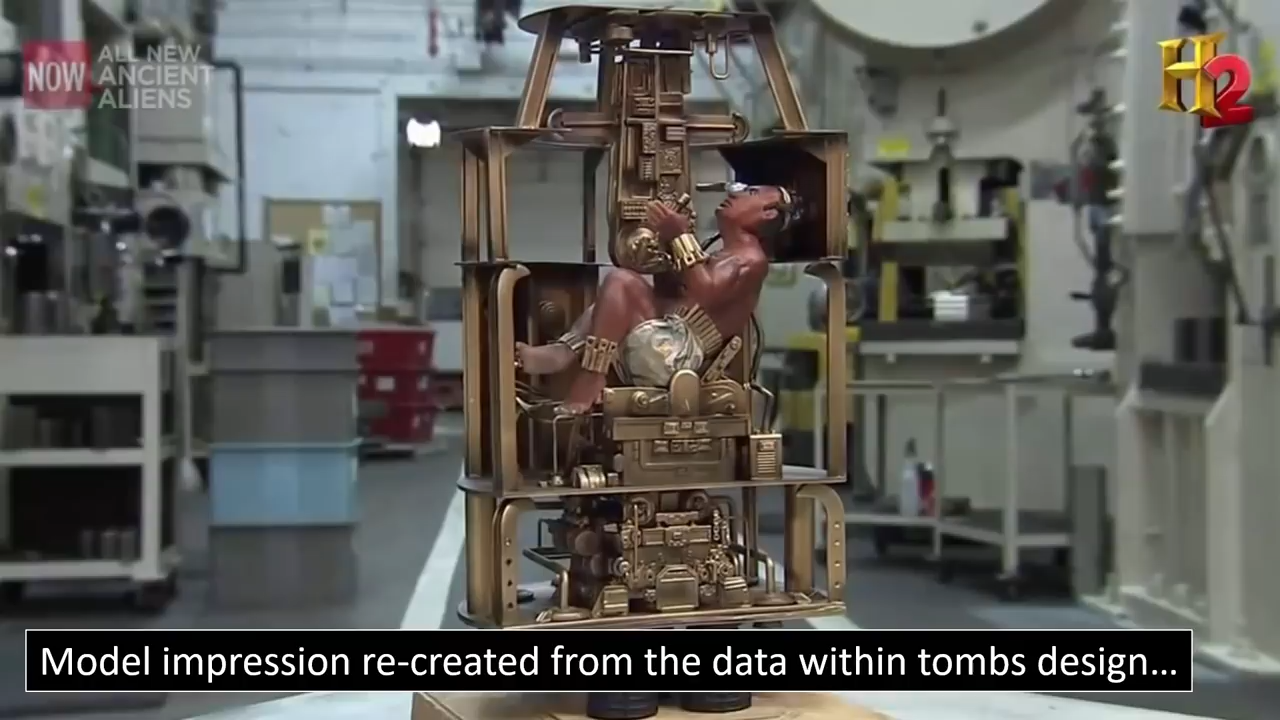 NOW ALL NEW
ANCIENT
ALIENS
H2
Model impression re-created from the data within tombs design...